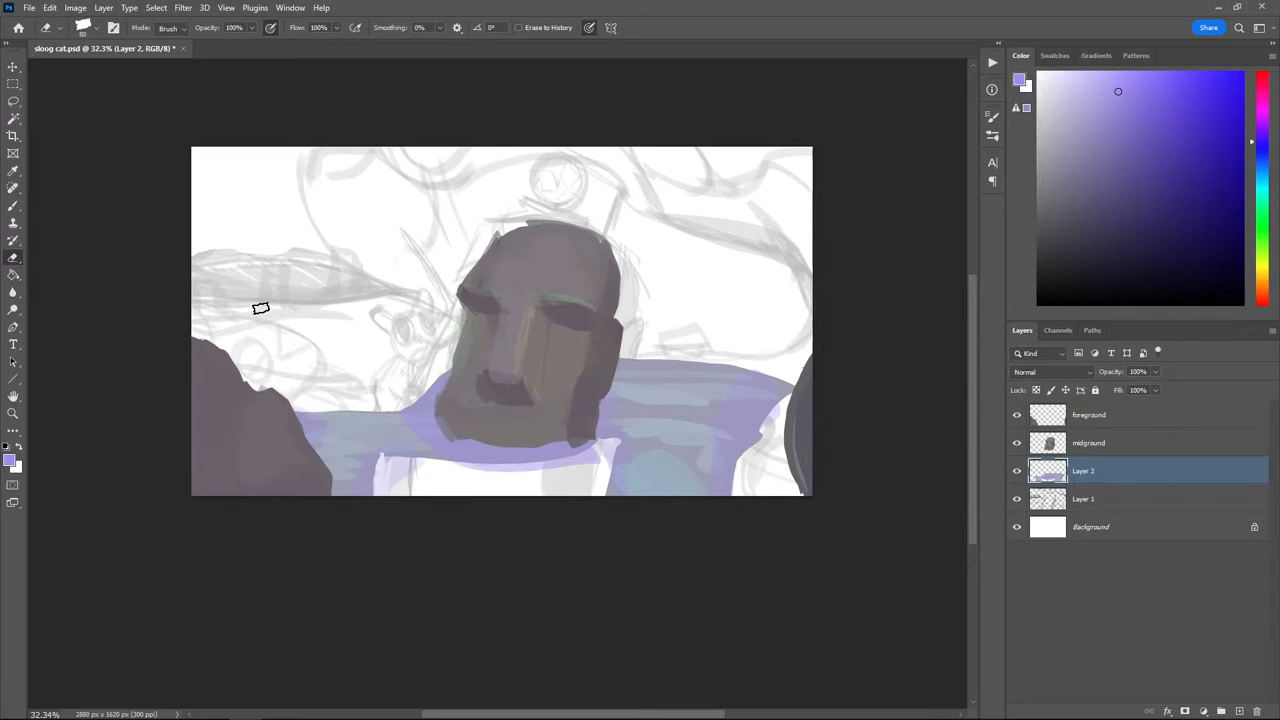 Ps File Edit Image Layer Type Select Filter 3D View Plugins Window Help
80 Mode: Brush Opacity: 100% Flow: 100% Smoothing: 0% 0° Erase to History Share
sloog cat.psd @ 32.3% (Layer 2, RGB/8) *
Color Swatches Gradients Patterns
Layers Channels Paths
Kind
Normal Opacity: 100%
Lock: Fill: 100%
foreground
midground
Layer 2
Layer 1
Background
32.34% 2880 px x 1620 px (300 ppi)